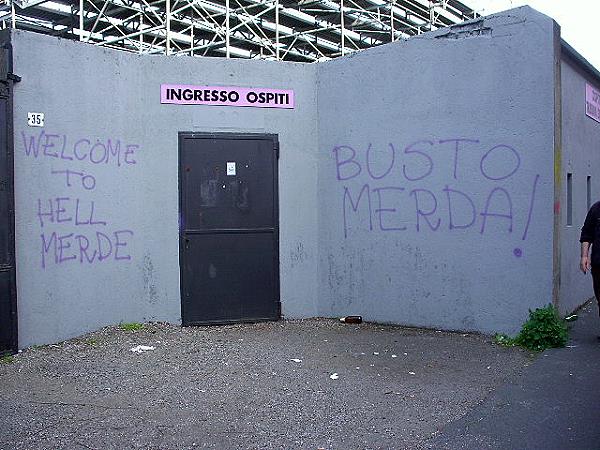 INGRESSO OSPITI
35
WELCOME
TO
HELL
MERDE
BUSTO
MERDA!